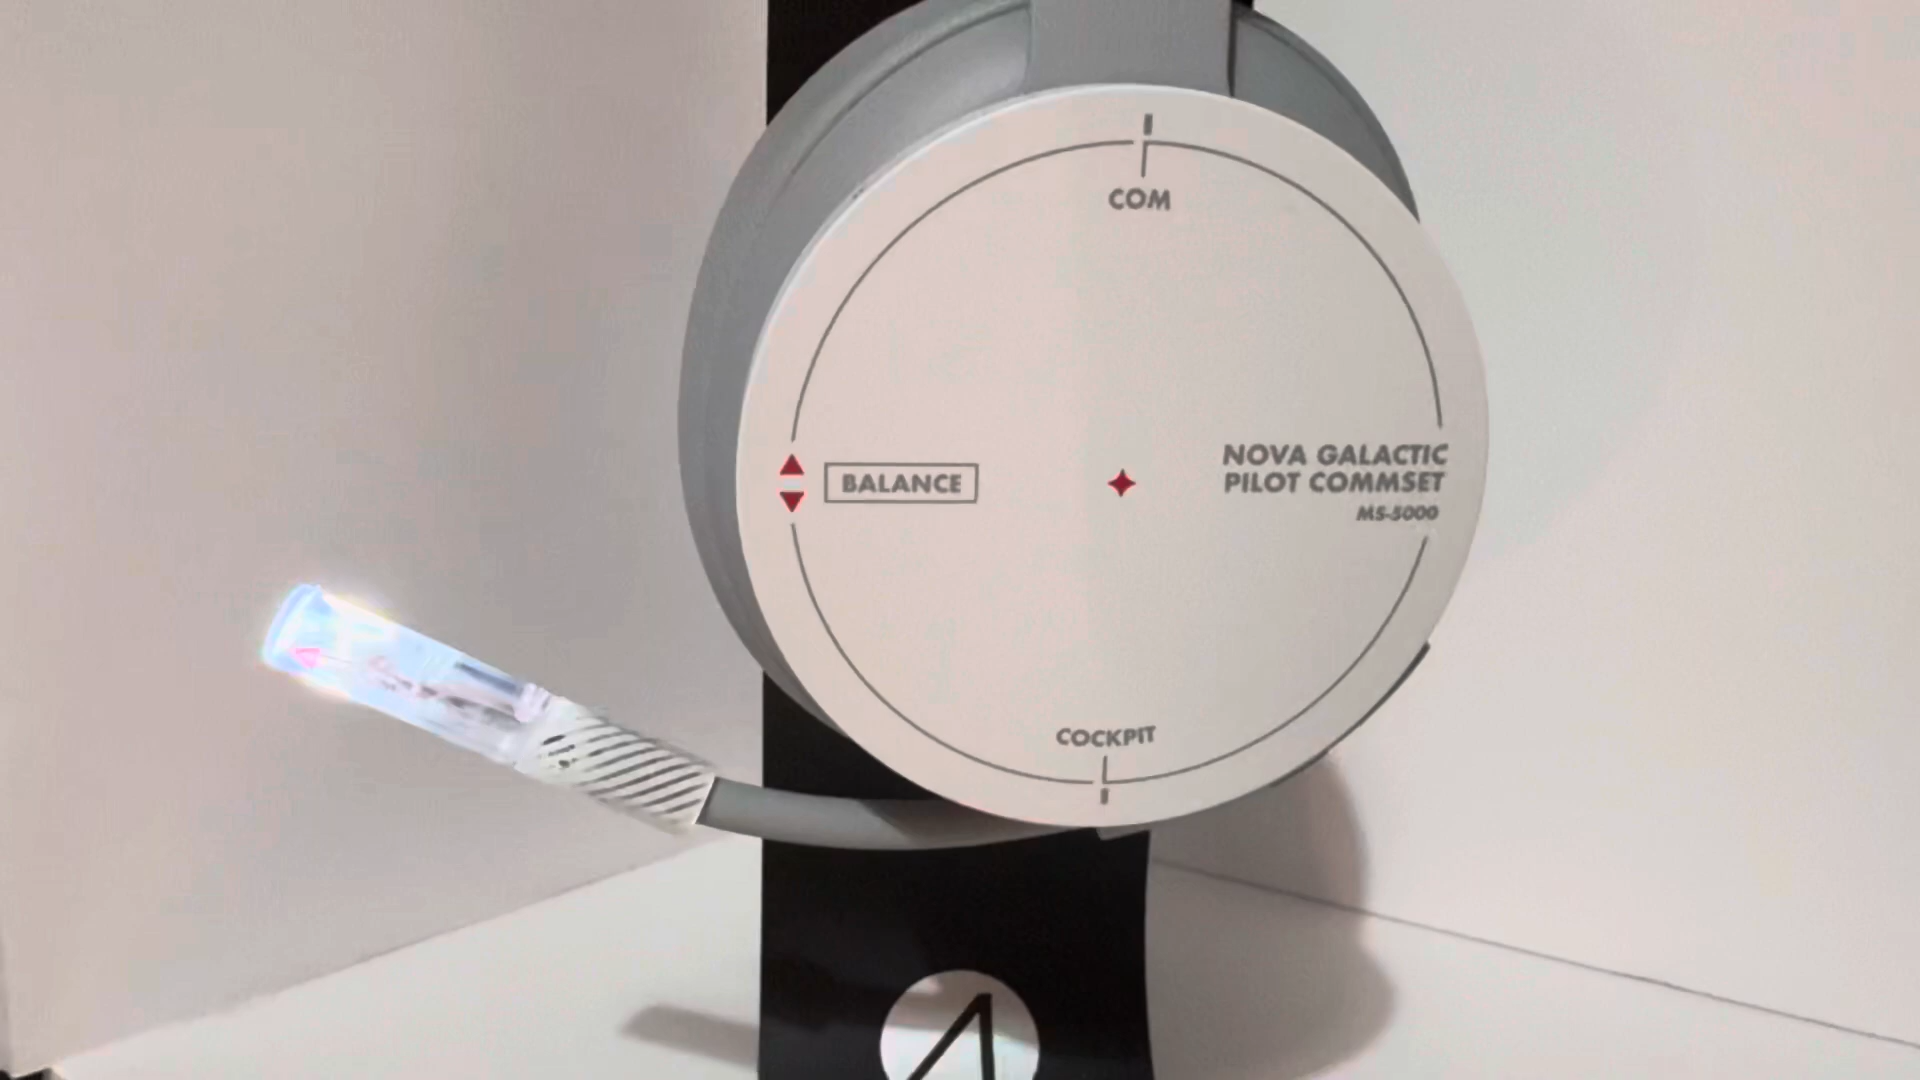 COM
BALANCE
NOVA GALACTIC
PILOT COMMSET
MS-5000
COCKPIT